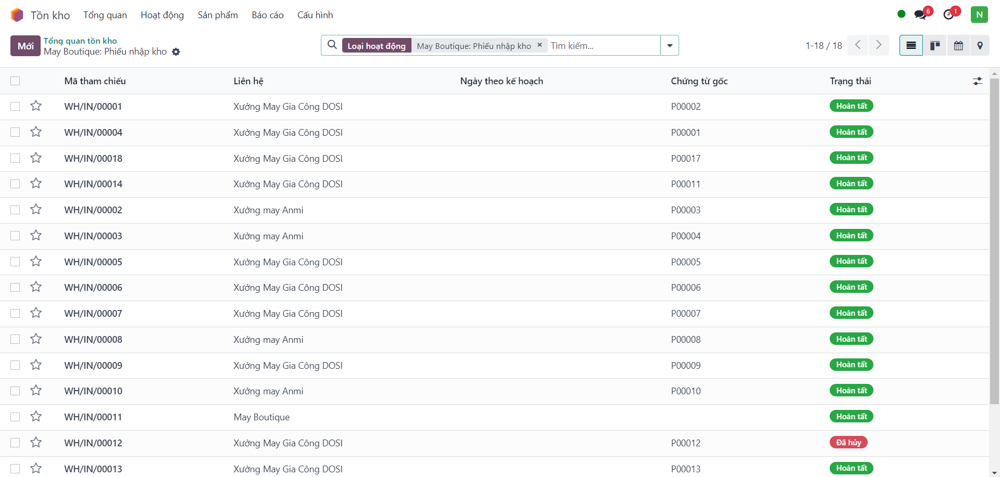 Tồn kho Tổng quan Hoạt động Sản phẩm Báo cáo Cấu hình 6 1 N
Mới Tổng quan tồn kho
May Boutique: Phiếu nhập kho
Loại hoạt động May Boutique: Phiếu nhập kho × Tìm kiếm... 1-18 / 18
Mã tham chiếu Liên hệ Ngày theo kế hoạch Chứng từ gốc Trạng thái
WH/IN/00001 Xưởng May Gia Công DOSI P00002 Hoàn tất
WH/IN/00004 Xưởng May Gia Công DOSI P00001 Hoàn tất
WH/IN/00018 Xưởng May Gia Công DOSI P00017 Hoàn tất
WH/IN/00014 Xưởng May Gia Công DOSI P00011 Hoàn tất
WH/IN/00002 Xưởng may Anmi P00003 Hoàn tất
WH/IN/00003 Xưởng may Anmi P00004 Hoàn tất
WH/IN/00005 Xưởng May Gia Công DOSI P00005 Hoàn tất
WH/IN/00006 Xưởng May Gia Công DOSI P00006 Hoàn tất
WH/IN/00007 Xưởng May Gia Công DOSI P00007 Hoàn tất
WH/IN/00008 Xưởng may Anmi P00008 Hoàn tất
WH/IN/00009 Xưởng May Gia Công DOSI P00009 Hoàn tất
WH/IN/00010 Xưởng may Anmi P00010 Hoàn tất
WH/IN/00011 May Boutique Hoàn tất
WH/IN/00012 Xưởng May Gia Công DOSI P00012 Đã hủy
WH/IN/00013 Xưởng May Gia Công DOSI P00013 Hoàn tất